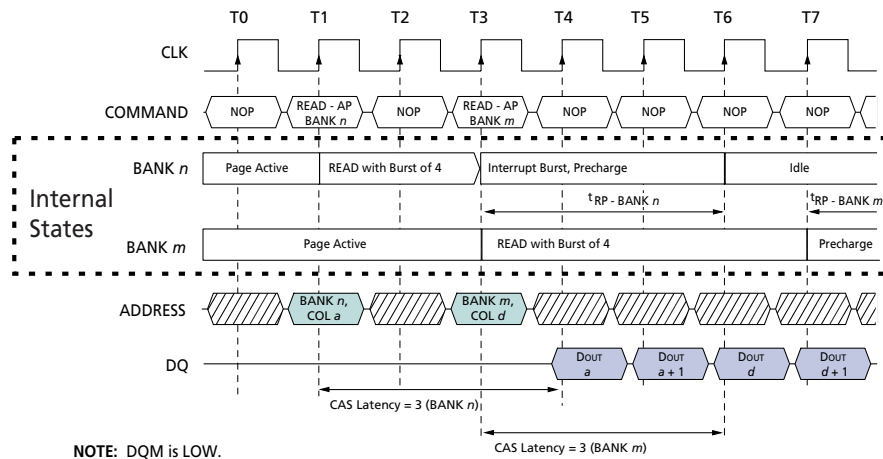 T0 T1 T2 T3 T4 T5 T6 T7
CLK
COMMAND NOP READ - AP BANK n NOP READ - AP BANK m NOP NOP NOP NOP
Internal States
BANK n Page Active READ with Burst of 4 Interrupt Burst, Precharge Idle
tRP - BANK n tRP - BANK m
BANK m Page Active READ with Burst of 4 Precharge
ADDRESS BANK n, COL a BANK m, COL d
DQ DOUT a DOUT a + 1 DOUT d DOUT d + 1
CAS Latency = 3 (BANK n)
CAS Latency = 3 (BANK m)
NOTE: DQM is LOW.